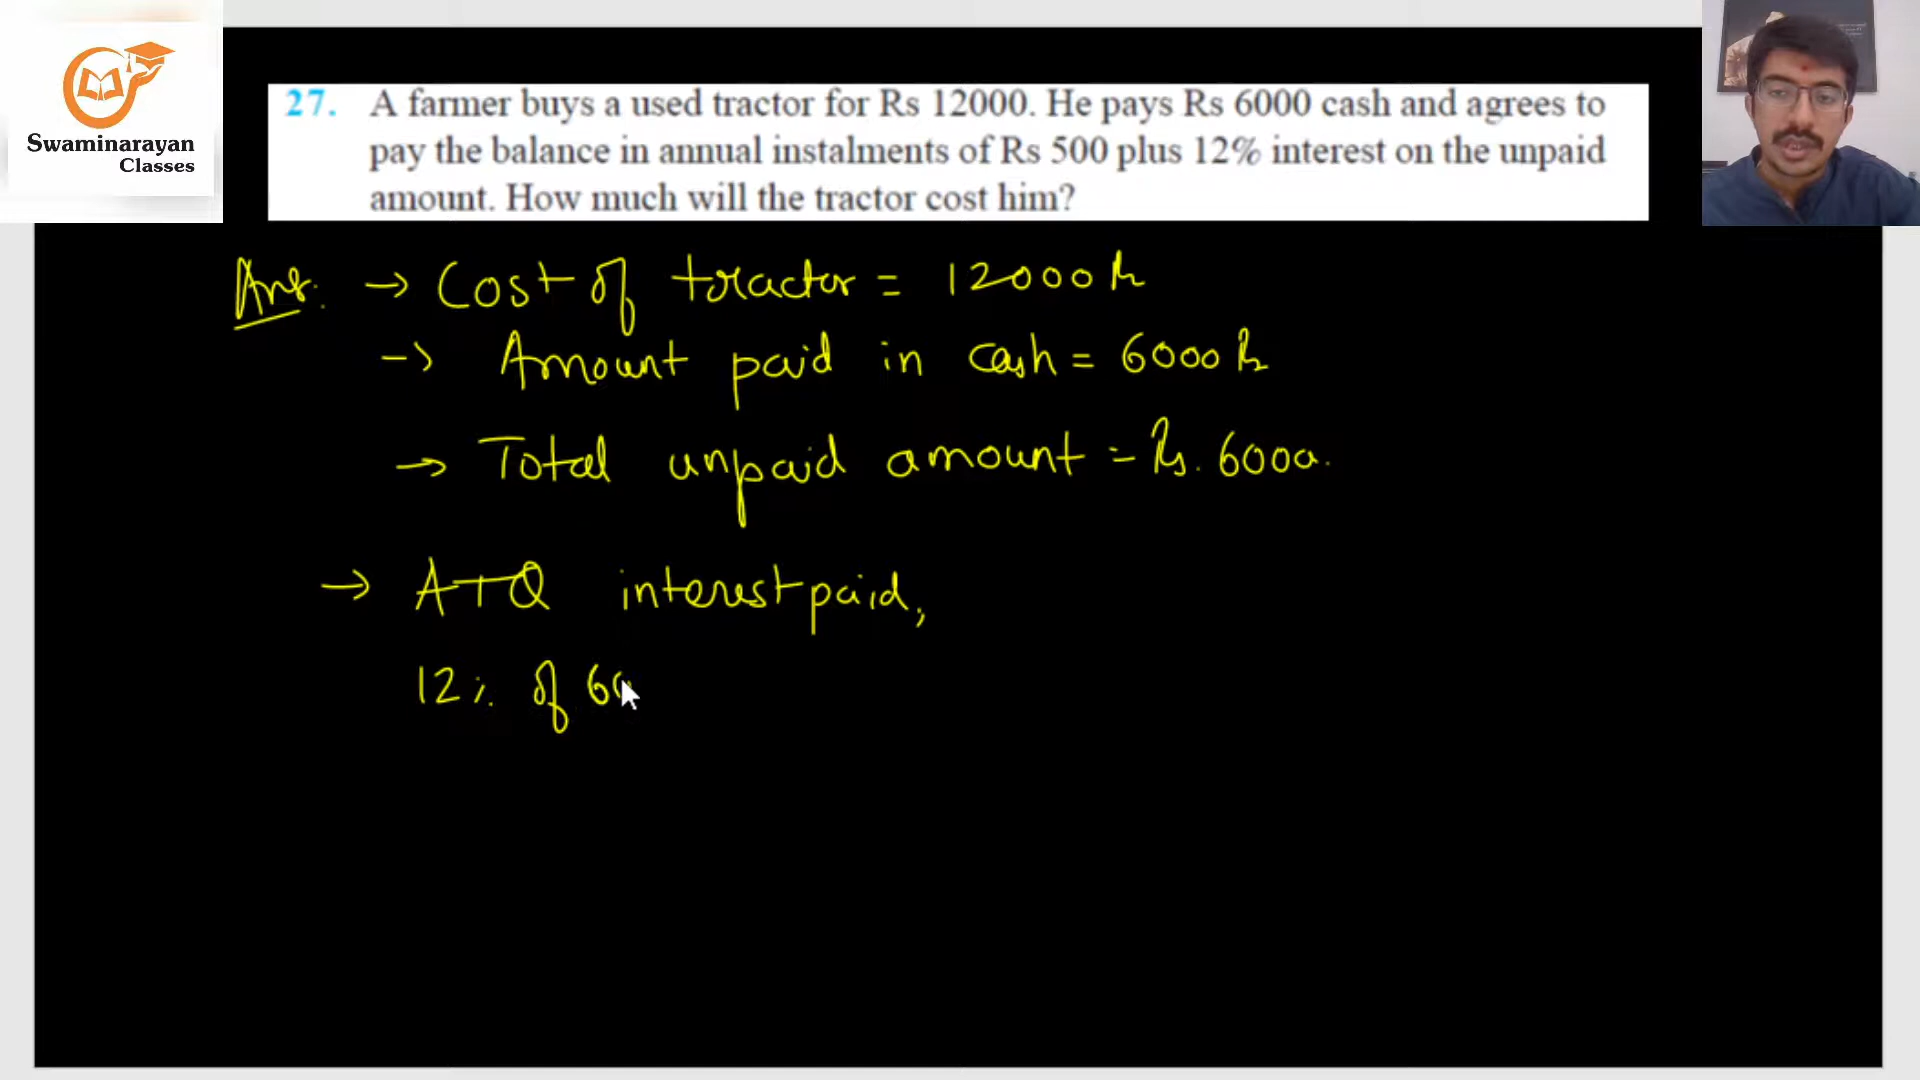 Swaminarayan
Classes
27. A farmer buys a used tractor for Rs 12000. He pays Rs 6000 cash and agrees to
pay the balance in annual instalments of Rs 500 plus 12% interest on the unpaid
amount. How much will the tractor cost him?
Ans. → Cost of tractor = 12000 Rs
→ Amount paid in cash = 6000 Rs
→ Total unpaid amount = Rs. 6000.
→ ATQ interest paid,
12% of 60